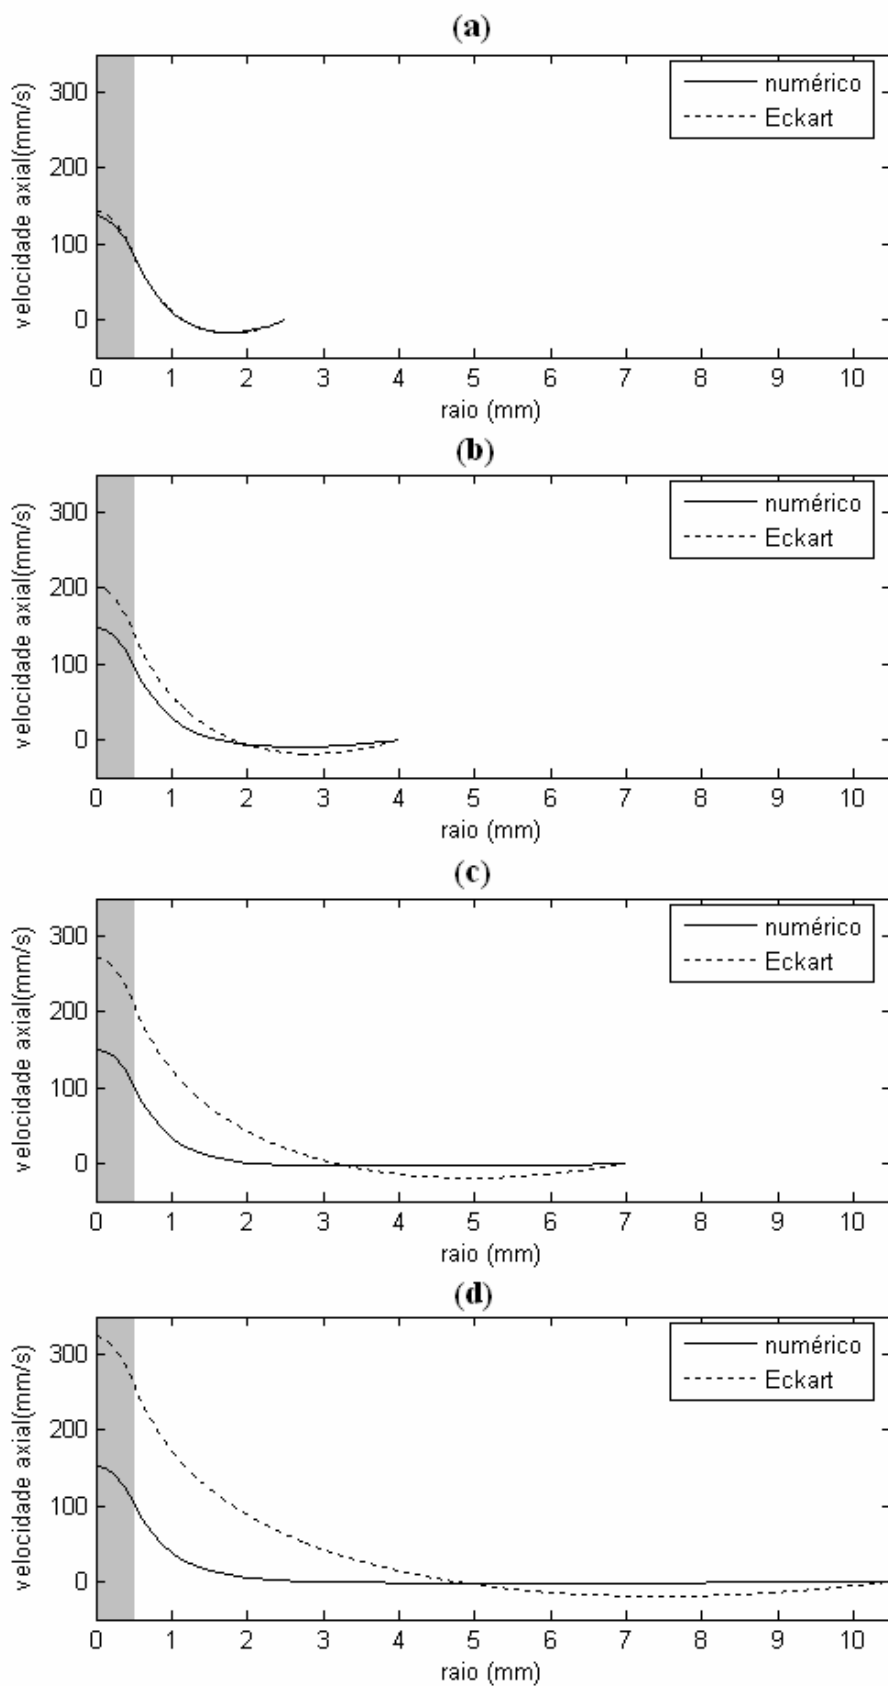 (a)
velocidade axial(mm/s)
300
200
100
0
numérico
Eckart
0 1 2 3 4 5 6 7 8 9 10
raio (mm)
(b)
velocidade axial(mm/s)
300
200
100
0
numérico
Eckart
0 1 2 3 4 5 6 7 8 9 10
raio (mm)
(c)
velocidade axial(mm/s)
300
200
100
0
numérico
Eckart
0 1 2 3 4 5 6 7 8 9 10
raio (mm)
(d)
velocidade axial(mm/s)
300
200
100
0
numérico
Eckart
0 1 2 3 4 5 6 7 8 9 10
raio (mm)